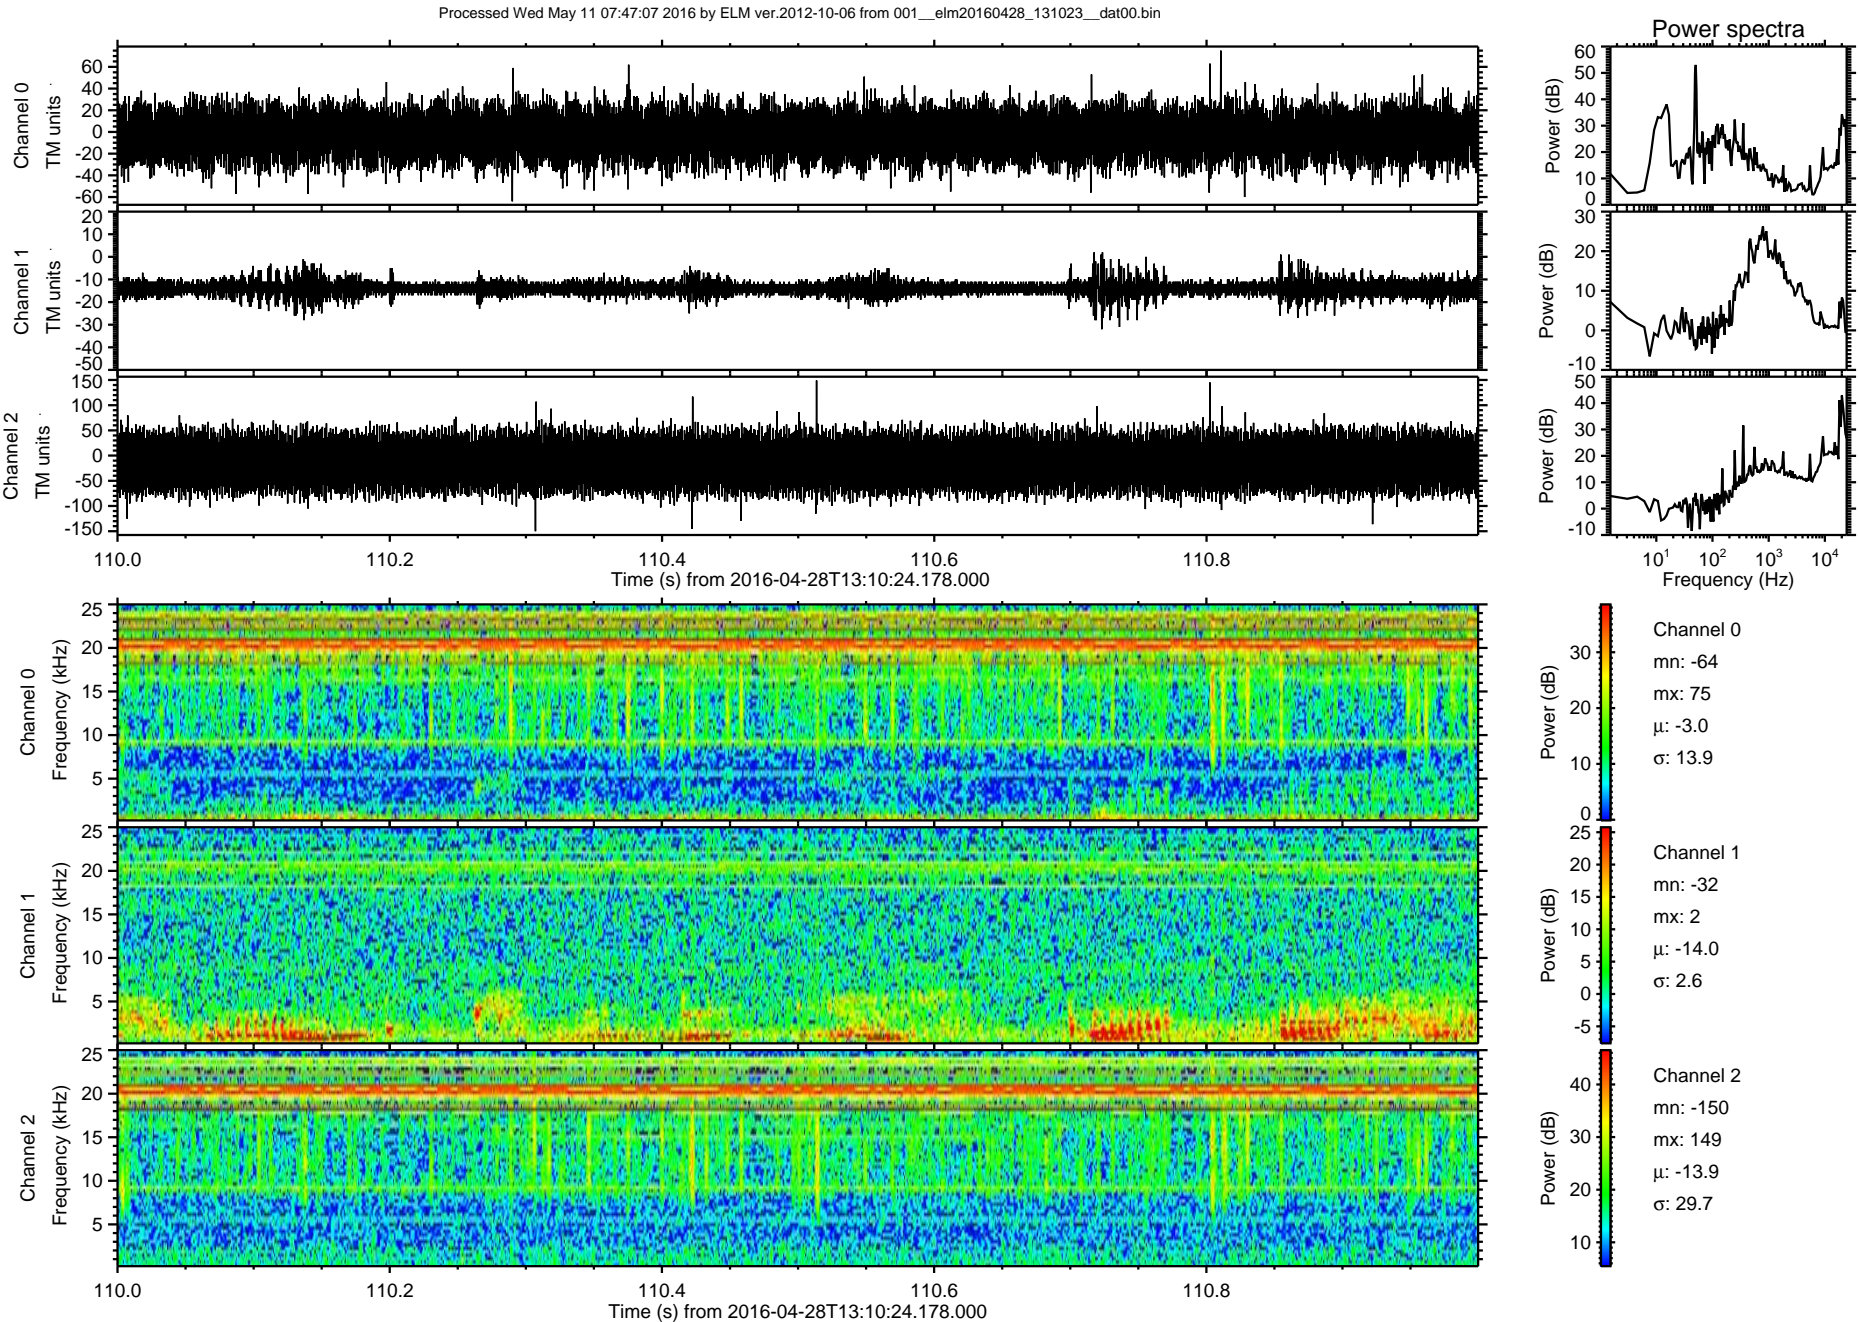 Processed Wed May 11 07:47:07 2016 by ELM ver.2012-10-06 from 001__elm20160428_131023__dat00.bin
Power spectra
Channel 0
TM units
60
40
20
0
-20
-40
-60
Power (dB)
60
50
40
30
20
10
0
Channel 1
TM units
20
10
0
-10
-20
-30
-40
-50
Power (dB)
30
20
10
0
-10
Channel 2
TM units
150
100
50
0
-50
-100
-150
Power (dB)
50
40
30
20
10
0
-10
110.0 110.2 110.4 110.6 110.8
Time (s) from 2016-04-28T13:10:24.178.000
10^1 10^2 10^3 10^4
Frequency (Hz)
Channel 0
Frequency (kHz)
25
20
15
10
5
Power (dB)
30
20
10
0
Channel 0
mn: -64
mx: 75
μ: -3.0
σ: 13.9
Channel 1
Frequency (kHz)
25
20
15
10
5
Power (dB)
25
20
15
10
5
0
-5
Channel 1
mn: -32
mx: 2
μ: -14.0
σ: 2.6
Channel 2
Frequency (kHz)
25
20
15
10
5
Power (dB)
40
30
20
10
Channel 2
mn: -150
mx: 149
μ: -13.9
σ: 29.7
110.0 110.2 110.4 110.6 110.8
Time (s) from 2016-04-28T13:10:24.178.000